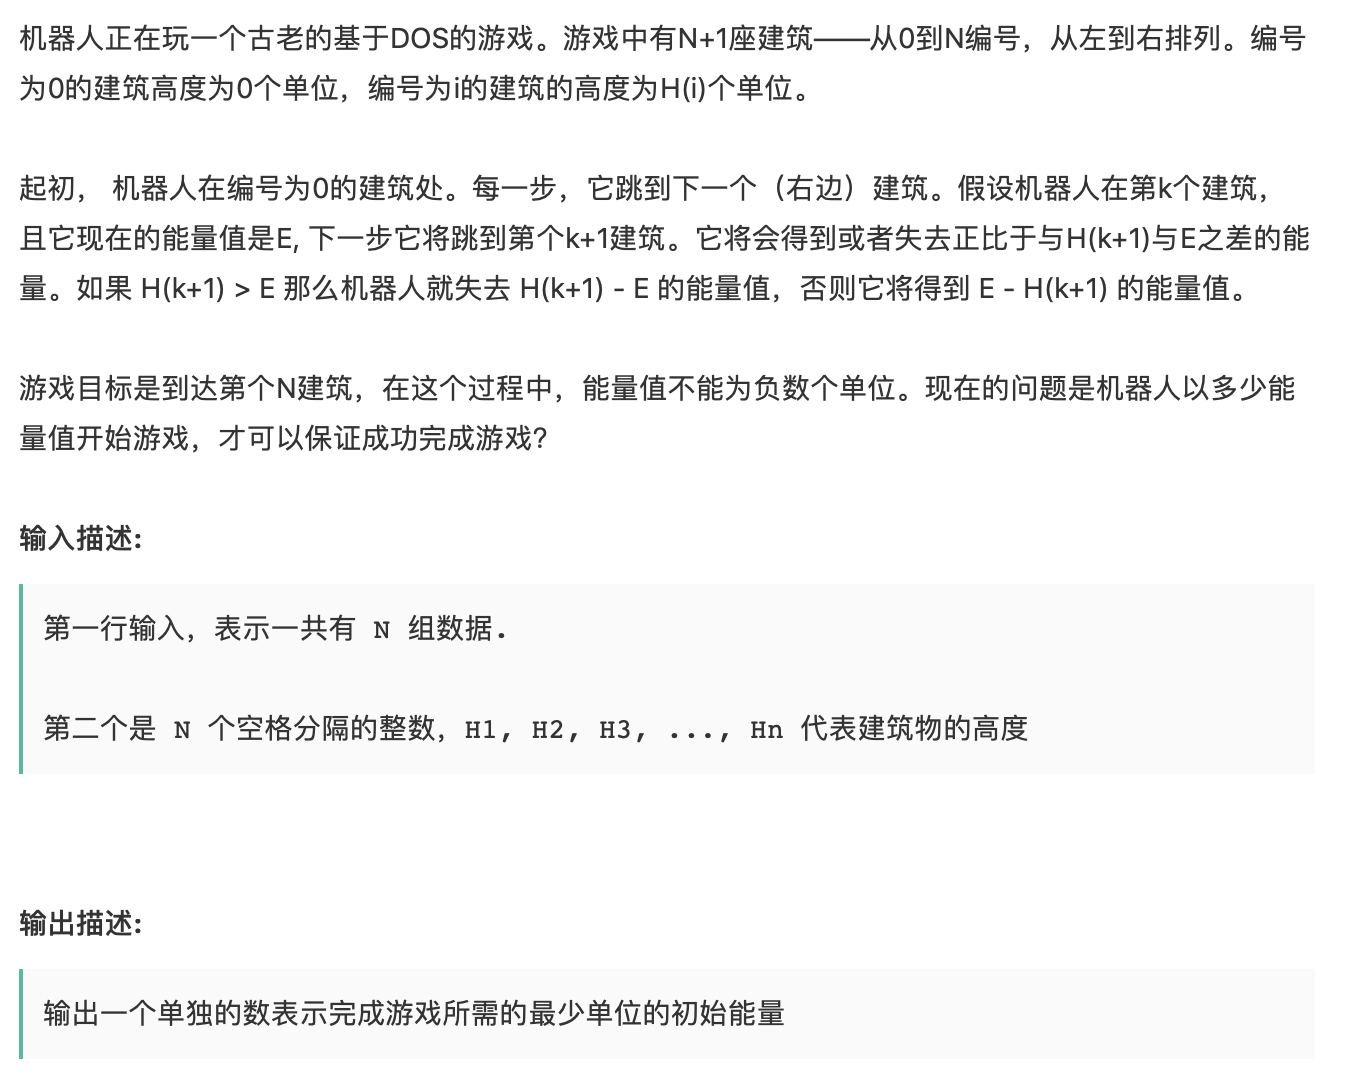 机器人正在玩一个古老的基于DOS的游戏。游戏中有N+1座建筑——从0到N编号，从左到右排列。编号
为0的建筑高度为0个单位，编号为i的建筑的高度为H(i)个单位。
起初， 机器人在编号为0的建筑处。每一步，它跳到下一个（右边）建筑。假设机器人在第k个建筑，
且它现在的能量值是E, 下一步它将跳到第个k+1建筑。它将会得到或者失去正比于与H(k+1)与E之差的能
量。如果 H(k+1) > E 那么机器人就失去 H(k+1) - E 的能量值，否则它将得到 E - H(k+1) 的能量值。
游戏目标是到达第个N建筑，在这个过程中，能量值不能为负数个单位。现在的问题是机器人以多少能
量值开始游戏，才可以保证成功完成游戏？
输入描述:
第一行输入，表示一共有 N 组数据.
第二个是 N 个空格分隔的整数，H1, H2, H3, ..., Hn 代表建筑物的高度
输出描述:
输出一个单独的数表示完成游戏所需的最少单位的初始能量